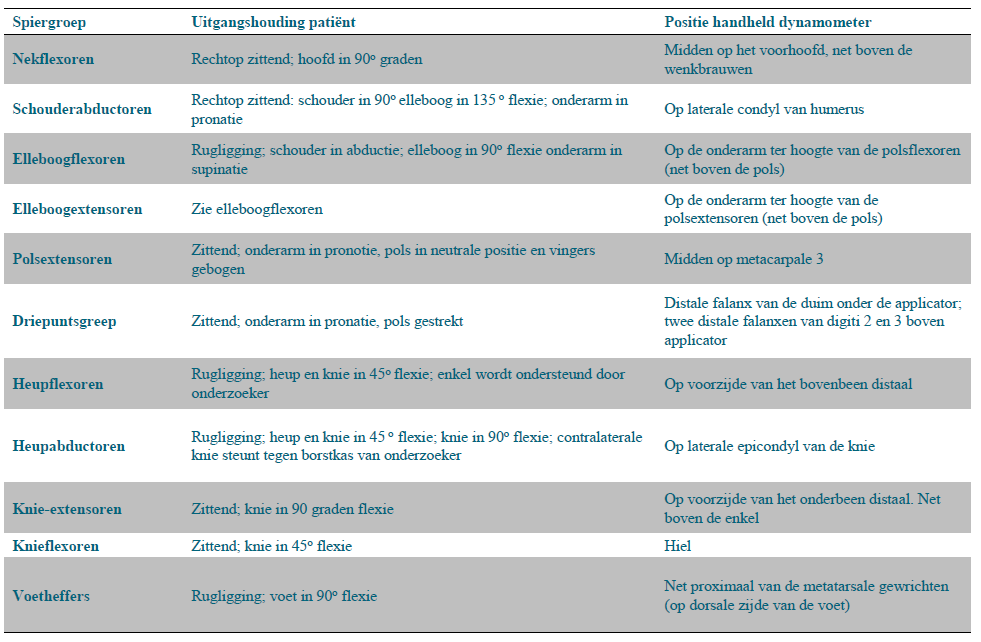 Spiergroep Uitgangshouding patiënt Positie handheld dynamometer
Nekflexoren Rechtop zittend; hoofd in 90º graden Midden op het voorhoofd, net boven de
wenkbrauwen
Schouderabductoren Rechtop zittend: schouder in 90º elleboog in 135 º flexie; onderarm in
pronatie Op laterale condyl van humerus
Elleboogflexoren Rugligging; schouder in abductie; elleboog in 90º flexie onderarm in
supinatie Op de onderarm ter hoogte van de polsflexoren
(net boven de pols)
Elleboogextensoren Zie elleboogflexoren Op de onderarm ter hoogte van de
polsextensoren (net boven de pols)
Polsextensoren Zittend; onderarm in pronotie, pols in neutrale positie en vingers
gebogen Midden op metacarpale 3
Driepuntsgreep Zittend; onderarm in pronatie, pols gestrekt Distale falanx van de duim onder de applicator;
twee distale falanxen van digiti 2 en 3 boven
applicator
Heupflexoren Rugligging; heup en knie in 45º flexie; enkel wordt ondersteund door
onderzoeker Op voorzijde van het bovenbeen distaal
Heupabductoren Rugligging; heup en knie in 45 º flexie; knie in 90º flexie; contralaterale
knie steunt tegen borstkas van onderzoeker Op laterale epicondyl van de knie
Knie-extensoren Zittend; knie in 90 graden flexie Op voorzijde van het onderbeen distaal. Net
boven de enkel
Knieflexoren Zittend; knie in 45º flexie Hiel
Voetheffers Rugligging; voet in 90º flexie Net proximaal van de metatarsale gewrichten
(op dorsale zijde van de voet)